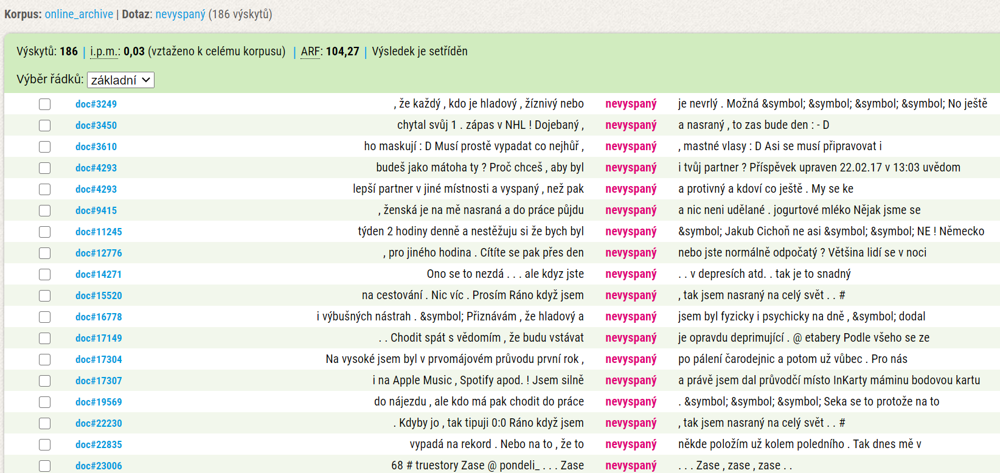 Korpus: online_archive | Dotaz: nevyspaný (186 výskytů)
Výskytů: 186 | i.p.m.: 0,03 (vztaženo k celému korpusu) | ARF: 104,27 | Výsledek je setříděn
Výběr řádků: základní
doc#3249 , že každý , kdo je hladový , žíznivý nebo nevyspaný je nevrlý . Možná &symbol; &symbol; &symbol; &symbol; No ještě
doc#3450 chytal svůj 1 . zápas v NHL ! Dojebaný , nevyspaný a nasraný , to zas bude den : - D
doc#3610 ho maskují : D Musí prostě vypadat co nejhůř , nevyspaný , mastné vlasy : D Asi se musí připravovat i
doc#4293 budeš jako mátoha ty ? Proč chceš , aby byl nevyspaný i tvůj partner ? Příspěvek upraven 22.02.17 v 13:03 uvědom
doc#4293 lepší partner v jiné místnosti a vyspaný , než pak nevyspaný a protivný a kdoví co ještě . My se ke
doc#9415 , ženská je na mě nasraná a do práce půjdu nevyspaný a nic neni udělané . jogurtové mléko Nějak jsme se
doc#11245 týden 2 hodiny denně a nestěžuju si že bych byl nevyspaný &symbol; Jakub Cichoň ne asi &symbol; &symbol; NE ! Německo
doc#12776 , pro jiného hodina . Cítíte se pak přes den nevyspaný nebo jste normálně odpočatý ? Většina lidí se v noci
doc#14271 Ono se to nezdá . . . ale kdyz jste nevyspaný . . v depresích atd. . tak je to snadný
doc#15520 na cestování . Nic víc . Prosím Ráno když jsem nevyspaný , tak jsem nasraný na celý svět . . #
doc#16778 i výbušných nástrah . &symbol; Přiznávám , že hladový a nevyspaný jsem byl fyzicky i psychicky na dně , &symbol; dodal
doc#17149 . . Chodit spát s vědomím , že budu vstávat nevyspaný je opravdu deprimující . @ etabery Podle všeho se ze
doc#17304 Na vysoké jsem byl v prvomájovém průvodu první rok , nevyspaný po pálení čarodejnic a potom už vůbec . Pro nás
doc#17307 i na Apple Music , Spotify apod. ! Jsem silně nevyspaný a právě jsem dal průvodčí místo InKarty máminu bodovou kartu
doc#19569 do nájezdu , ale kdo má pak chodit do práce nevyspaný . &symbol; &symbol; &symbol; Seka se to protože na to
doc#22230 . Kdyby jo , tak tipuji 0:0 Ráno když jsem nevyspaný , tak jsem nasraný na celý svět . . #
doc#22835 vypadá na rekord . Nebo na to , že to nevyspaný někde položím už kolem poledního . Tak dnes mě v
doc#23006 68 # truestory Zase @ pondeli_ . . . Zase nevyspaný . . . Zase , zase , zase . .